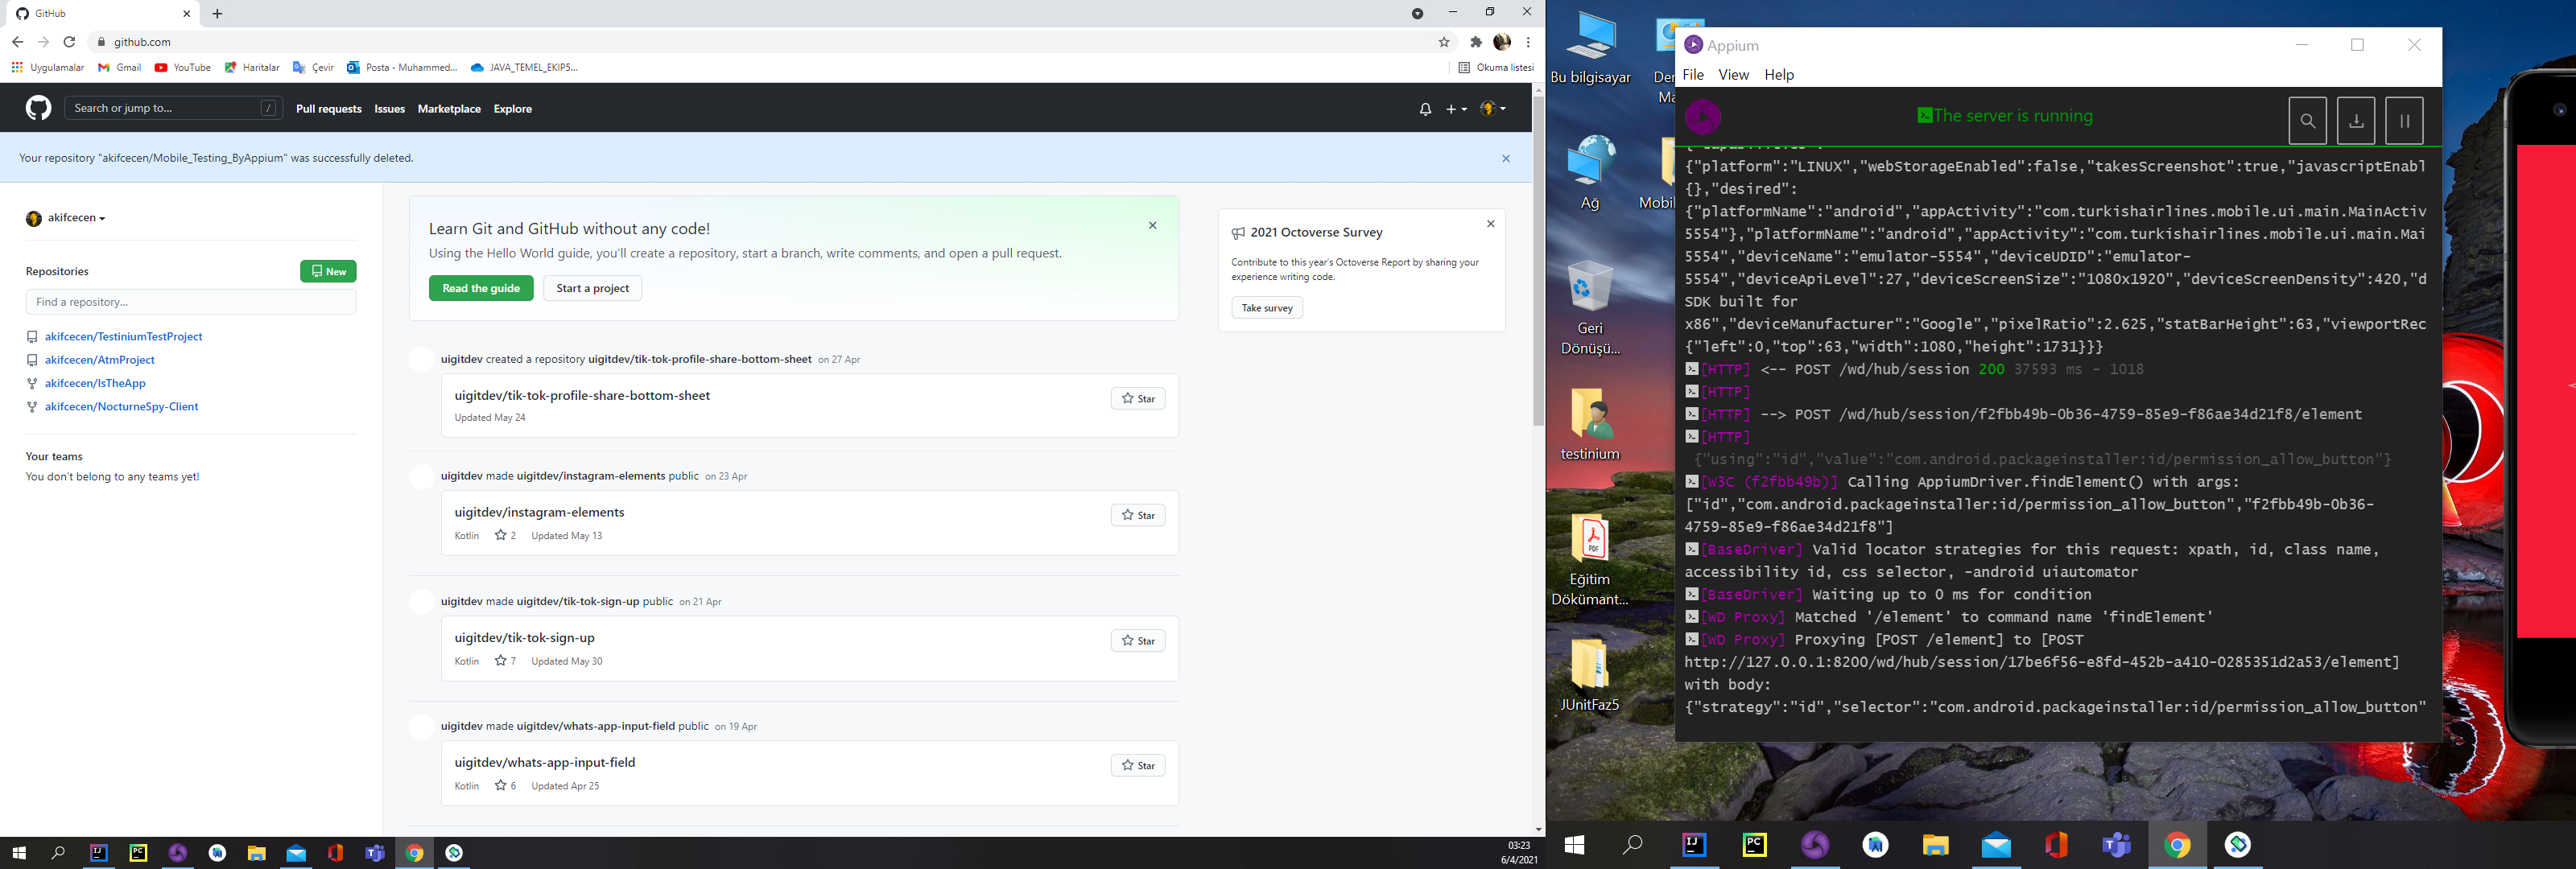 GitHub
github.com
Uygulamalar
Gmail
YouTube
Haritalar
Çevir
Posta - Muhammed...
JAVA_TEMEL_EKIP5...
Okuma listesi
Search or jump to...
/
Pull requests
Issues
Marketplace
Explore
Your repository "akifcecen/Mobile_Testing_ByAppium" was successfully deleted.
akifcecen
Repositories
New
Find a repository...
akifcecen/TestiniumTestProject
akifcecen/AtmProject
akifcecen/IsTheApp
akifcecen/NocturneSpy-Client
Your teams
You don't belong to any teams yet!
Learn Git and GitHub without any code!
Using the Hello World guide, you'll create a repository, start a branch, write comments, and open a pull request.
Read the guide
Start a project
uigitdev created a repository uigitdev/tik-tok-profile-share-bottom-sheet on 27 Apr
uigitdev/tik-tok-profile-share-bottom-sheet
Star
Updated May 24
uigitdev made uigitdev/instagram-elements public on 23 Apr
uigitdev/instagram-elements
Star
Kotlin 2 Updated May 13
uigitdev made uigitdev/tik-tok-sign-up public on 21 Apr
uigitdev/tik-tok-sign-up
Star
Kotlin 7 Updated May 30
uigitdev made uigitdev/whats-app-input-field public on 19 Apr
uigitdev/whats-app-input-field
Star
Kotlin 6 Updated Apr 25
2021 Octoverse Survey
Contribute to this year's Octoverse Report by sharing your
experience writing code.
Take survey
03:23
6/4/2021
Bu bilgisayar
Ağ
Geri
Dönüşü...
testinium
Eğitim
Dökümant...
JUnitFaz5
Appium
File View Help
The server is running
{"platform":"LINUX","webStorageEnabled":false,"takesScreenshot":true,"javascriptEnabl
{},"desired":
{"platformName":"android","appActivity":"com.turkishairlines.mobile.ui.main.MainActiv
5554"},"platformName":"android","appActivity":"com.turkishairlines.mobile.ui.main.Mai
5554","deviceName":"emulator-5554","deviceUDID":"emulator-
5554","deviceApiLevel":27,"deviceScreenSize":"1080x1920","deviceScreenDensity":420,"d
SDK built for
x86","deviceManufacturer":"Google","pixelRatio":2.625,"statBarHeight":63,"viewportRec
{"left":0,"top":63,"width":1080,"height":1731}}}
[HTTP] <-- POST /wd/hub/session 200 37593 ms - 1018
[HTTP]
[HTTP] --> POST /wd/hub/session/f2fbb49b-0b36-4759-85e9-f86ae34d21f8/element
[HTTP]
{"using":"id","value":"com.android.packageinstaller:id/permission_allow_button"}
[W3C (f2fbb49b)] Calling AppiumDriver.findElement() with args:
["id","com.android.packageinstaller:id/permission_allow_button","f2fbb49b-0b36-
4759-85e9-f86ae34d21f8"]
[BaseDriver] Valid locator strategies for this request: xpath, id, class name,
accessibility id, css selector, -android uiautomator
[BaseDriver] Waiting up to 0 ms for condition
[WD Proxy] Matched '/element' to command name 'findElement'
[WD Proxy] Proxying [POST /element] to [POST
http://127.0.0.1:8200/wd/hub/session/17be6f56-e8fd-452b-a410-0285351d2a53/element]
with body:
{"strategy":"id","selector":"com.android.packageinstaller:id/permission_allow_button"